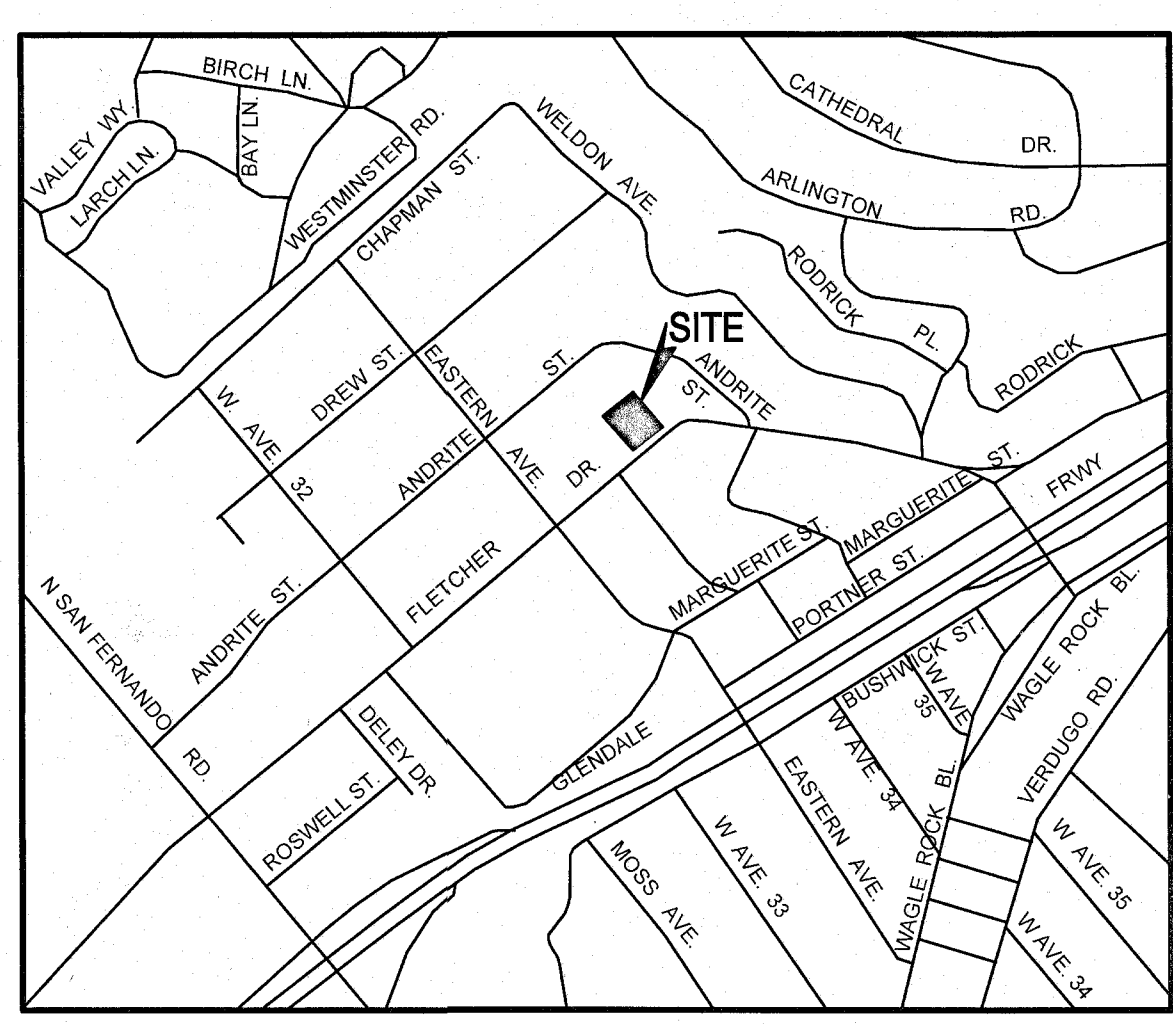 BIRCH LN.
VALLEY WY.
BAY LN.
LARCH LN.
WESTMINSTER RD.
CHAPMAN ST.
WELDON AVE.
CATHEDRAL DR.
ARLINGTON RD.
RODRICK PL.
SITE
ANDRITE ST.
RODRICK
DREW ST.
EASTERN AVE.
W. AVE. 32
ANDRITE ST.
FLETCHER DR.
MARGUERITE ST.
FRWY
MARGUERITE ST.
PORTNER ST.
N SAN FERNANDO RD.
ANDRITE ST.
BUSHWICK ST.
W AVE 35
WAGLE ROCK BL.
VERDUGO RD.
DELEY DR.
GLENDALE
W AVE. 34
ROSWELL ST.
EASTERN AVE.
WAGLE ROCK BL.
MOSS AVE.
W AVE. 33
W AVE. 35
W AVE. 34